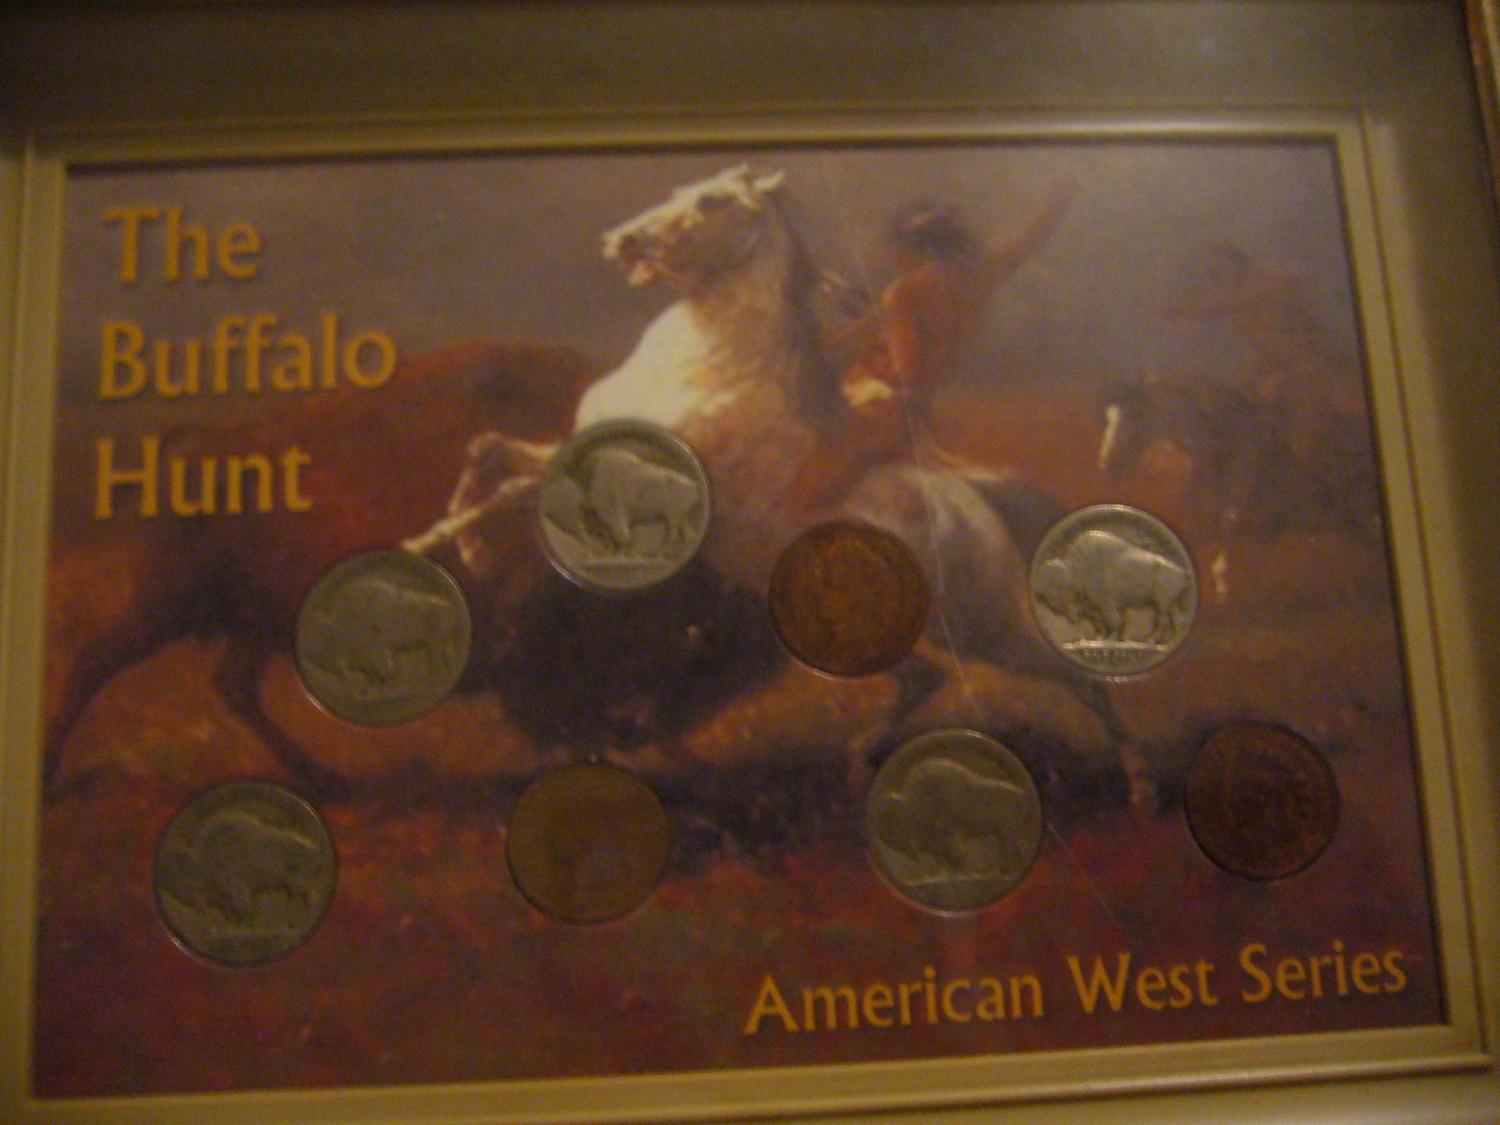 The
Buffalo
Hunt
American West Series